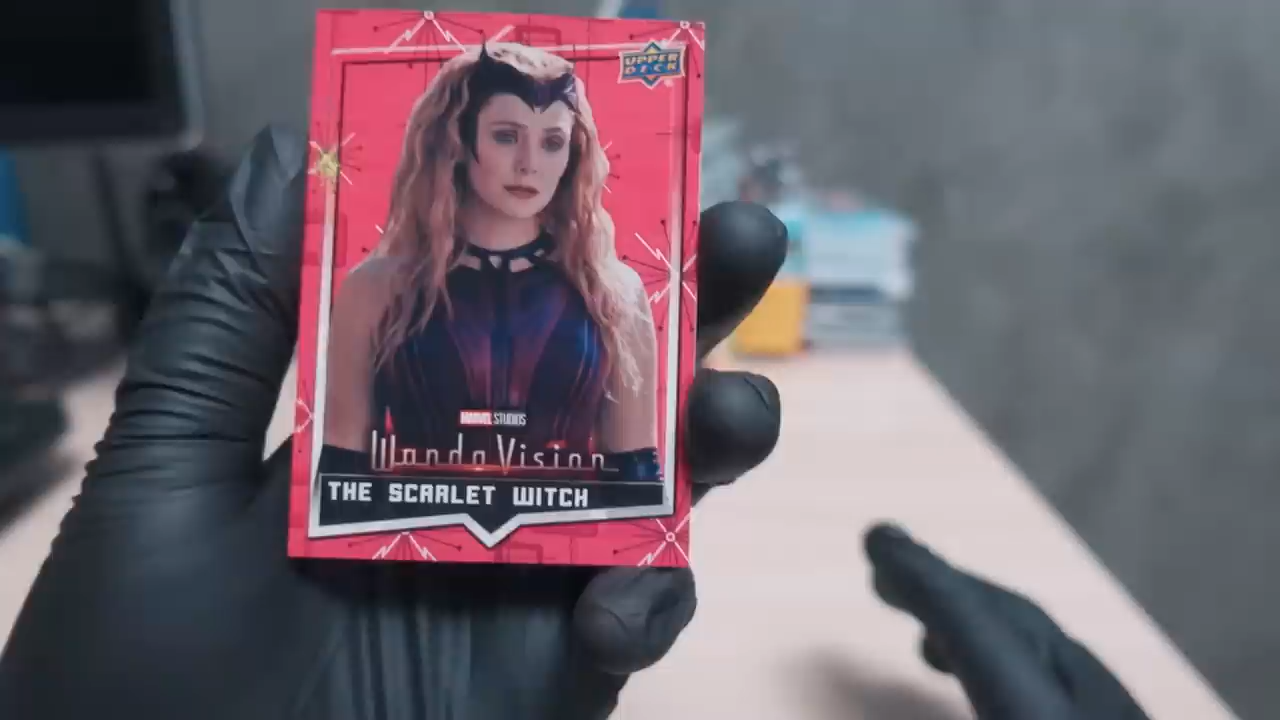 UPPER
DECK
MARVEL STUDIOS
WandaVision
THE SCARLET WITCH